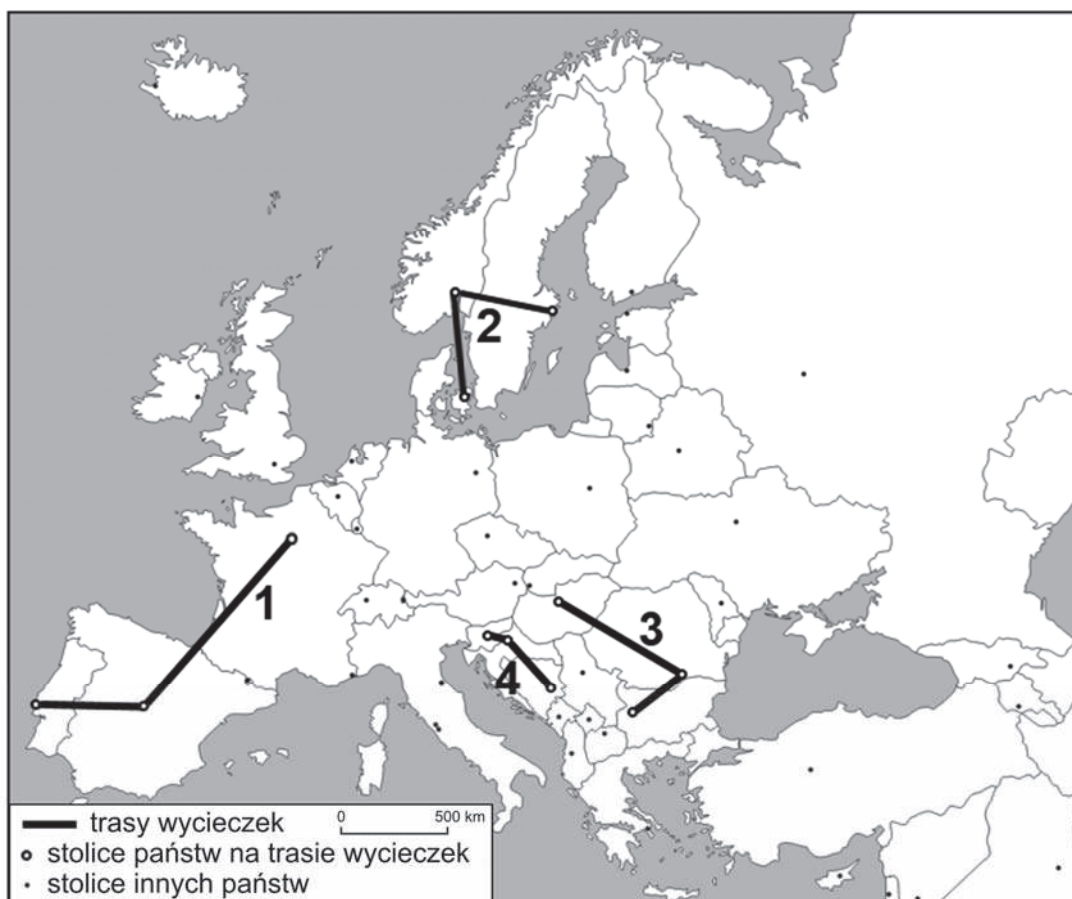 2
1
3
4
trasy wycieczek
0 500 km
stolice państw na trasie wycieczek
stolice innych państw